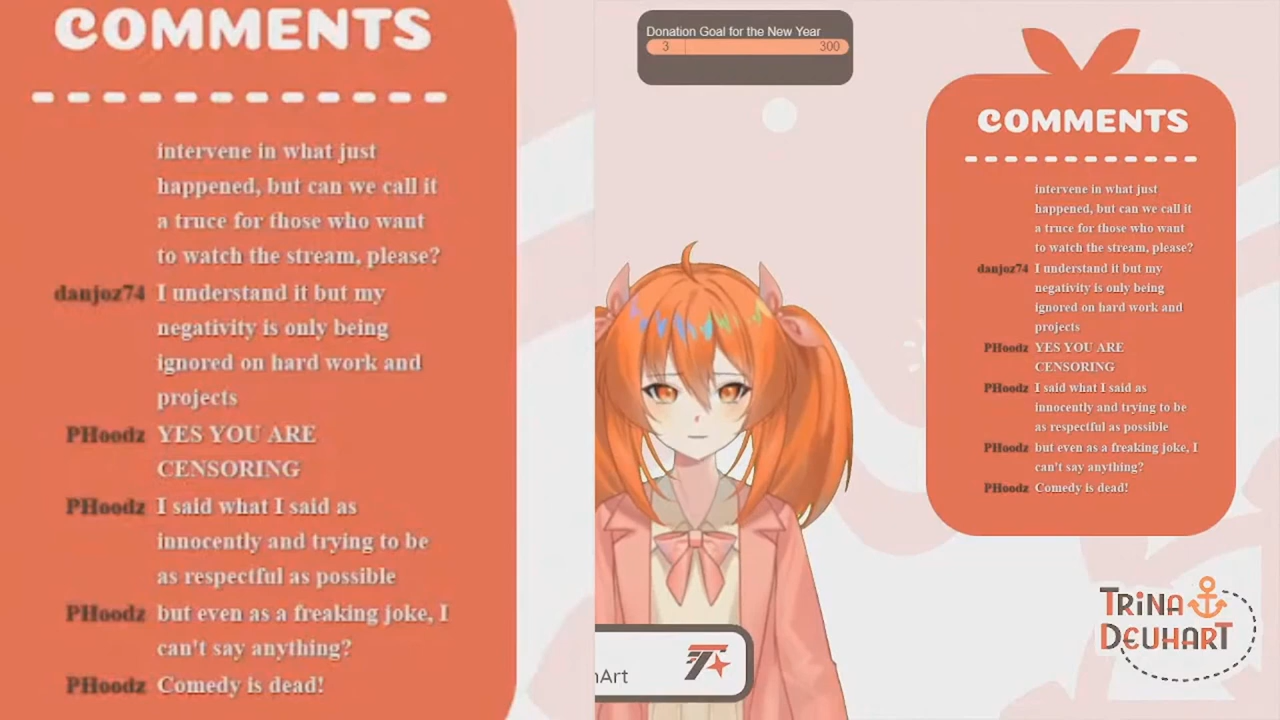 COMMENTS
intervene in what just
happened, but can we call it
a truce for those who want
to watch the stream, please?
danjoz74 I understand it but my
negativity is only being
ignored on hard work and
projects
PHoodz YES YOU ARE
CENSORING
PHoodz I said what I said as
innocently and trying to be
as respectful as possible
PHoodz but even as a freaking joke, I
can't say anything?
PHoodz Comedy is dead!
Donation Goal for the New Year
3 300
COMMENTS
intervene in what just
happened, but can we call it
a truce for those who want
to watch the stream, please?
danjoz74 I understand it but my
negativity is only being
ignored on hard work and
projects
PHoodz YES YOU ARE
CENSORING
PHoodz I said what I said as
innocently and trying to be
as respectful as possible
PHoodz but even as a freaking joke, I
can't say anything?
PHoodz Comedy is dead!
TRiNA
DEUHART
Art